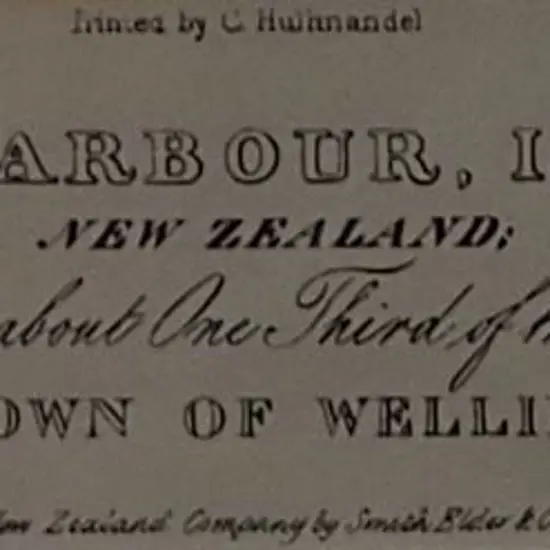 Printed by C. Hullmandel
ARBOUR, I
NEW ZEALAND;
about One Third of th
OWN OF WELLI
New Zealand Company by Smith Elder & C